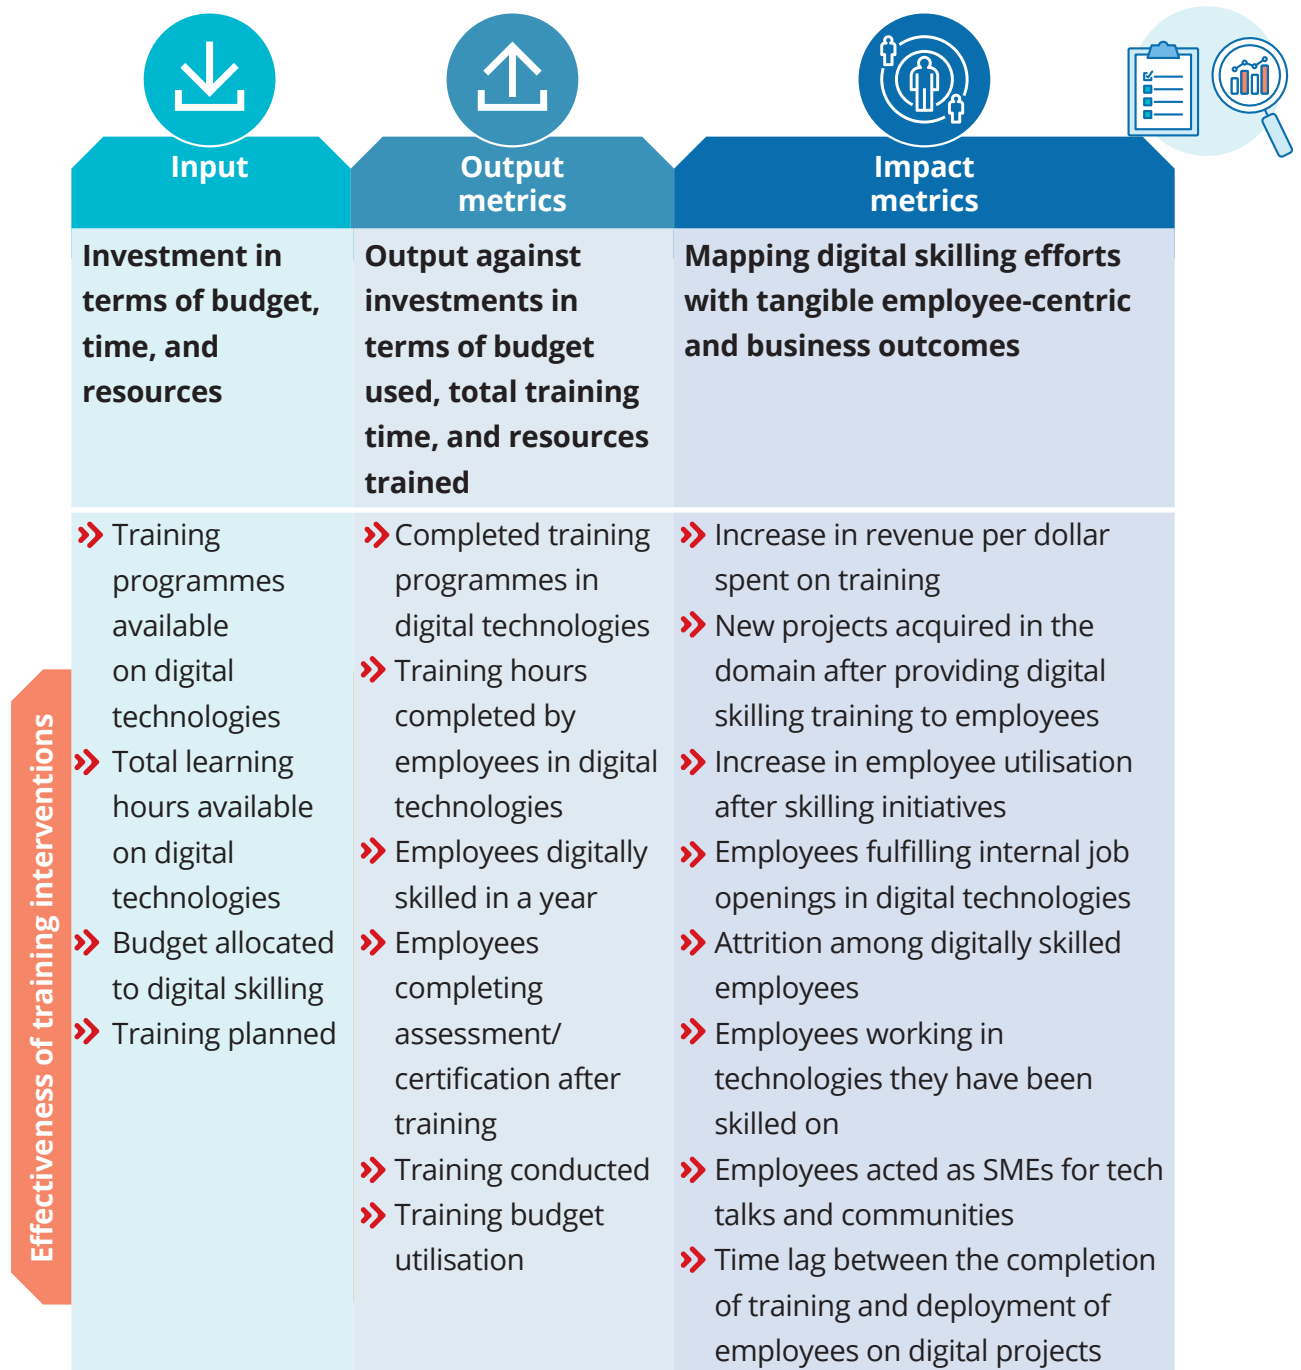 Input
Output
metrics
Impact
metrics
Investment in
terms of budget,
time, and
resources
Output against
investments in
terms of budget
used, total training
time, and resources
trained
Mapping digital skilling efforts
with tangible employee-centric
and business outcomes
Effectiveness of training interventions
Training
programmes
available
on digital
technologies
Total learning
hours available
on digital
technologies
Budget allocated
to digital skilling
Training planned
Completed training
programmes in
digital technologies
Training hours
completed by
employees in digital
technologies
Employees digitally
skilled in a year
Employees
completing
assessment/
certification after
training
Training conducted
Training budget
utilisation
Increase in revenue per dollar
spent on training
New projects acquired in the
domain after providing digital
skilling training to employees
Increase in employee utilisation
after skilling initiatives
Employees fulfilling internal job
openings in digital technologies
Attrition among digitally skilled
employees
Employees working in
technologies they have been
skilled on
Employees acted as SMEs for tech
talks and communities
Time lag between the completion
of training and deployment of
employees on digital projects